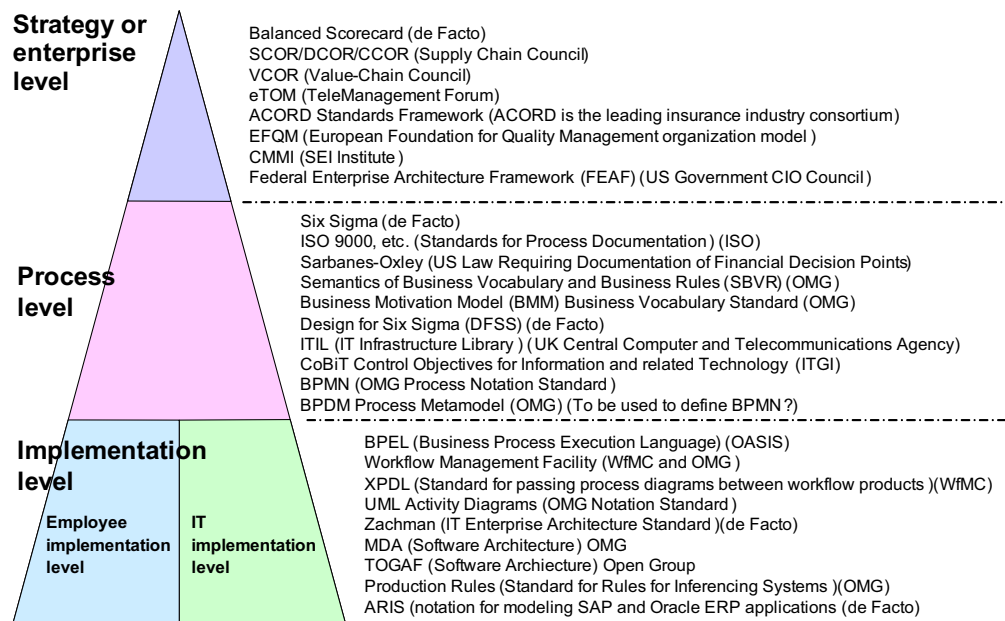 Strategy or
enterprise
level
Balanced Scorecard (de Facto)
SCOR/DCOR/CCOR (Supply Chain Council)
VCOR (Value-Chain Council)
eTOM (TeleManagement Forum)
ACORD Standards Framework (ACORD is the leading insurance industry consortium)
EFQM (European Foundation for Quality Management organization model)
CMMI (SEI Institute)
Federal Enterprise Architecture Framework (FEAF) (US Government CIO Council)
Process
level
Six Sigma (de Facto)
ISO 9000, etc. (Standards for Process Documentation) (ISO)
Sarbanes-Oxley (US Law Requiring Documentation of Financial Decision Points)
Semantics of Business Vocabulary and Business Rules (SBVR) (OMG)
Business Motivation Model (BMM) Business Vocabulary Standard (OMG)
Design for Six Sigma (DFSS) (de Facto)
ITIL (IT Infrastructure Library) (UK Central Computer and Telecommunications Agency)
CoBiT Control Objectives for Information and related Technology (ITGI)
BPMN (OMG Process Notation Standard)
BPDM Process Metamodel (OMG) (To be used to define BPMN?)
Implementation
level
Employee
implementation
level
IT
implementation
level
BPEL (Business Process Execution Language) (OASIS)
Workflow Management Facility (WfMC and OMG)
XPDL (Standard for passing process diagrams between workflow products)(WfMC)
UML Activity Diagrams (OMG Notation Standard)
Zachman (IT Enterprise Architecture Standard)(de Facto)
MDA (Software Architecture) OMG
TOGAF (Software Archiecture) Open Group
Production Rules (Standard for Rules for Inferencing Systems)(OMG)
ARIS (notation for modeling SAP and Oracle ERP applications (de Facto)